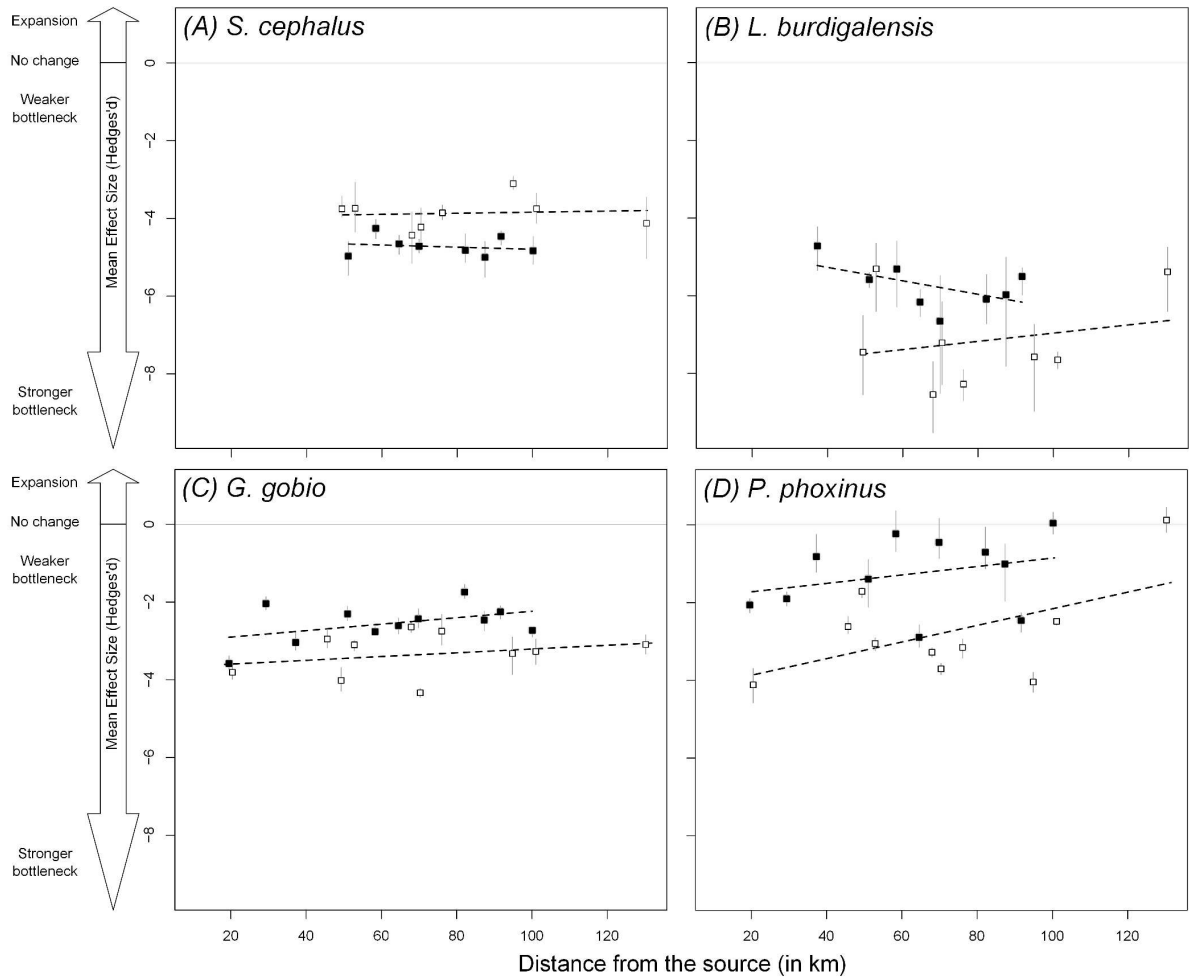 Expansion
No change
Weaker
bottleneck
Stronger
bottleneck
Mean Effect Size (Hedges'd)
0
-2
-4
-6
-8
(A) S. cephalus
(B) L. burdigalensis
Expansion
No change
Weaker
bottleneck
Stronger
bottleneck
Mean Effect Size (Hedges'd)
0
-2
-4
-6
-8
(C) G. gobio
(D) P. phoxinus
20 40 60 80 100 120
20 40 60 80 100 120
Distance from the source (in km)